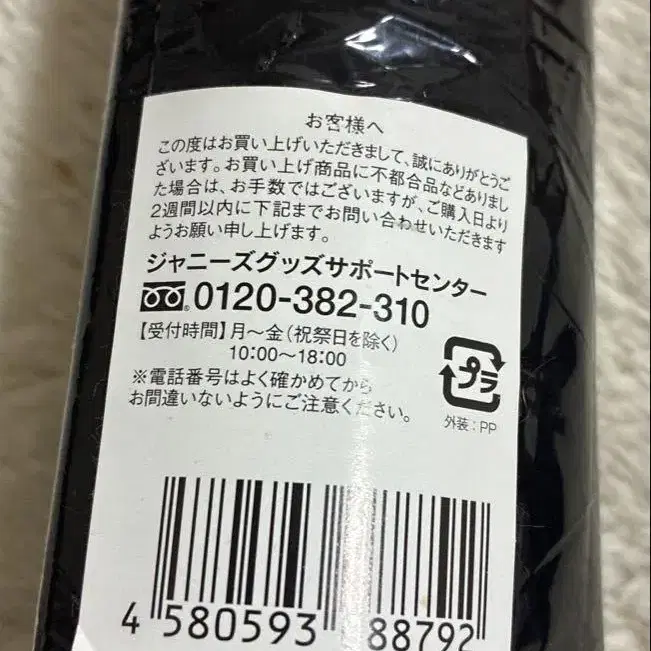 お客様へ
この度はお買い上げいただきまして、誠にありがとうご
ざいます。お買い上げ商品に不都合品などありまし
た場合は、お手数ではございますが、ご購入日より
2週間以内に下記までお問い合わせいただきます
ようお願い申し上げます。
ジャニーズグッズサポートセンター
0120-382-310
【受付時間】月〜金(祝祭日を除く)
10:00〜18:00
※電話番号はよく確かめてから
お間違いないようにご注意ください。
プラ
外装:PP
4 580593 88792